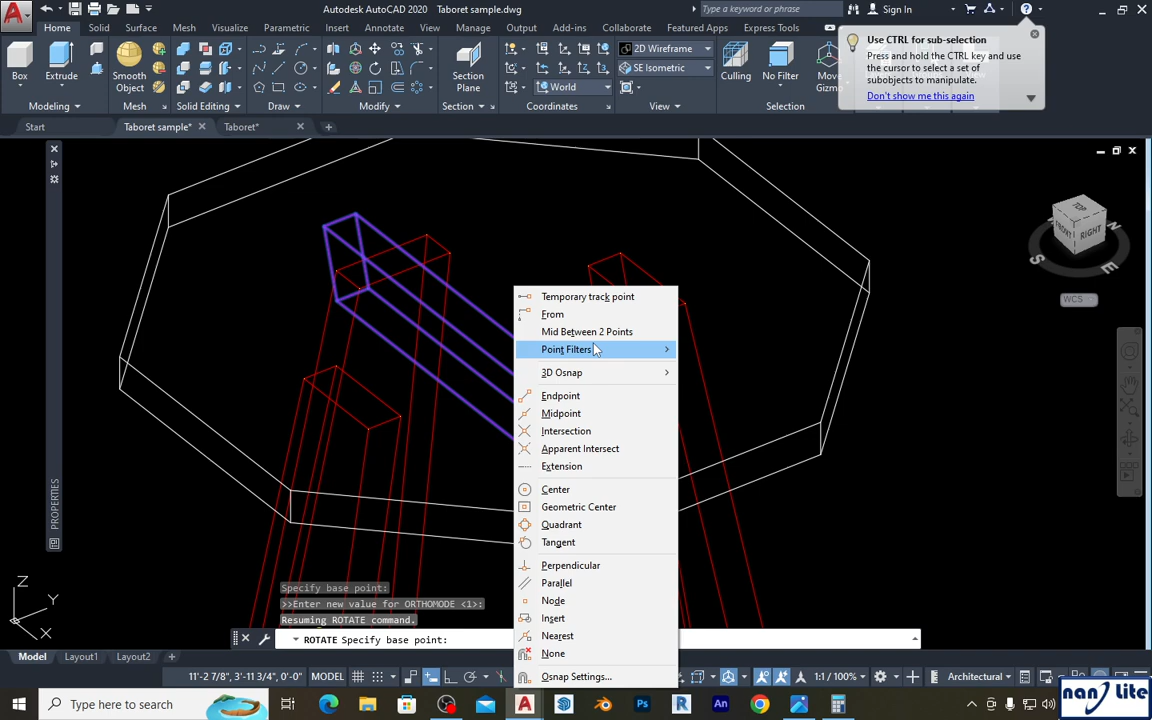 Autodesk AutoCAD 2020 Taboret sample.dwg
Type a keyword or phrase
Sign In
Home Solid Surface Mesh Visualize Parametric Insert Annotate View Manage Output Add-ins Collaborate Featured Apps Express Tools
Box
Extrude
Smooth
Object
Section
Plane
2D Wireframe
SE Isometric
World
Culling
No Filter
Move
Gizmo
Modeling
Mesh
Solid Editing
Draw
Modify
Section
Coordinates
View
Selection
Use CTRL for sub-selection
Press and hold the CTRL key and use
the cursor to select a set of
subobjects to manipulate.
Don't show me this again
Start
Taboret sample*
Taboret*
TOP
FRONT
RIGHT
S
E
WCS
PROPERTIES
Temporary track point
From
Mid Between 2 Points
Point Filters
3D Osnap
Endpoint
Midpoint
Intersection
Apparent Intersect
Extension
Center
Geometric Center
Quadrant
Tangent
Perpendicular
Parallel
Node
Insert
Nearest
None
Osnap Settings...
Z
Y
X
Specify base point:
>>Enter new value for ORTHOMODE <1>:
Resuming ROTATE command.
ROTATE Specify base point:
Model Layout1 Layout2
11'-2 7/8", 3'-11 3/4", 0'-0"
MODEL
1:1 / 100%
Architectural
Type here to search
nan lite